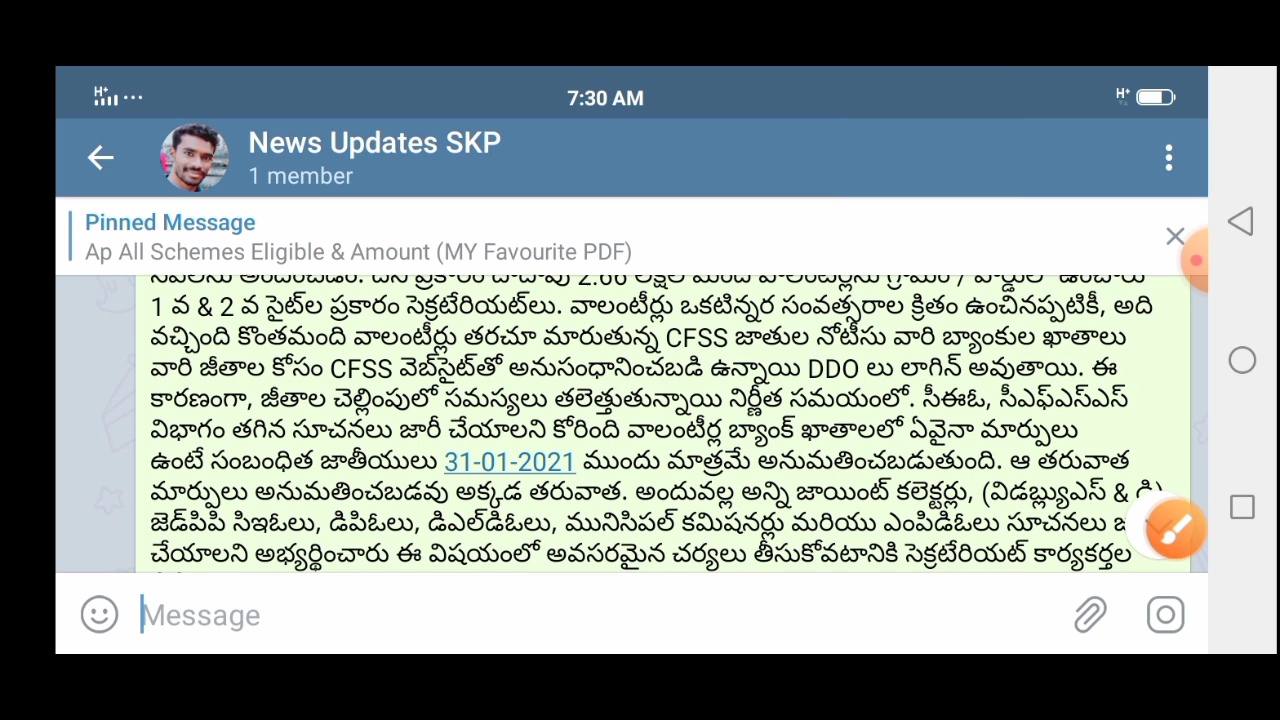 H+
7:30 AM
H+
News Updates SKP
1 member
Pinned Message
Ap All Schemes Eligible & Amount (MY Favourite PDF)
ప్రకారం 2.66 లక్షల మంది
1 వ & 2 వ సైట్‌ల ప్రకారం సెక్రటేరియట్‌లు. వాలంటీర్లు ఒకటిన్నర సంవత్సరాల క్రితం ఉంచినప్పటికీ, అది
వచ్చింది కొంతమంది వాలంటీర్లు తరచూ మారుతున్న CFSS జాతుల నోటీసు వారి బ్యాంకుల ఖాతాలు
వారి జీతాల కోసం CFSS వెబ్‌సైట్‌తో అనుసంధానించబడి ఉన్నాయి DDO లు లాగిన్ అవుతాయి. ఈ
కారణంగా, జీతాల చెల్లింపులో సమస్యలు తలెత్తుతున్నాయి నిర్ణీత సమయంలో. సీఈఓ, సీఎఫ్ఎస్ఎస్
విభాగం తగిన సూచనలు జారీ చేయాలని కోరింది వాలంటీర్ల బ్యాంక్ ఖాతాలలో ఏవైనా మార్పులు
ఉంటే సంబంధిత జాతీయులు 31-01-2021 ముందు మాత్రమే అనుమతించబడుతుంది. ఆ తరువాత
మార్పులు అనుమతించబడవు అక్కడ తరువాత. అందువల్ల అన్ని జాయింట్ కలెక్టర్లు, (విడబ్ల్యుఎస్ & డి)
జెడ్‌పిపి సిఇఓలు, డిపిఓలు, డిఎల్‌డిఓలు, మునిసిపల్ కమిషనర్లు మరియు ఎంపిడిఓలు సూచనలు
చేయాలని అభ్యర్థించారు ఈ విషయంలో అవసరమైన చర్యలు తీసుకోవటానికి సెక్రటేరియట్ కార్యకర్తల
Message